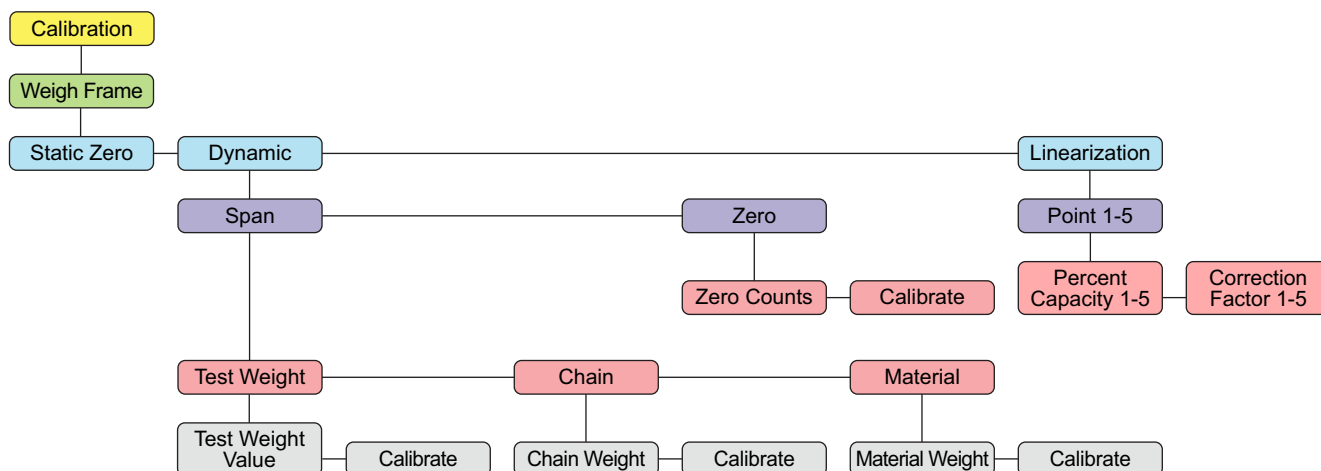 Calibration
Weigh Frame
Static Zero
Dynamic
Linearization
Span
Zero
Point 1-5
Zero Counts
Calibrate
Percent
Capacity 1-5
Correction
Factor 1-5
Test Weight
Chain
Material
Test Weight
Value
Calibrate
Chain Weight
Calibrate
Material Weight
Calibrate